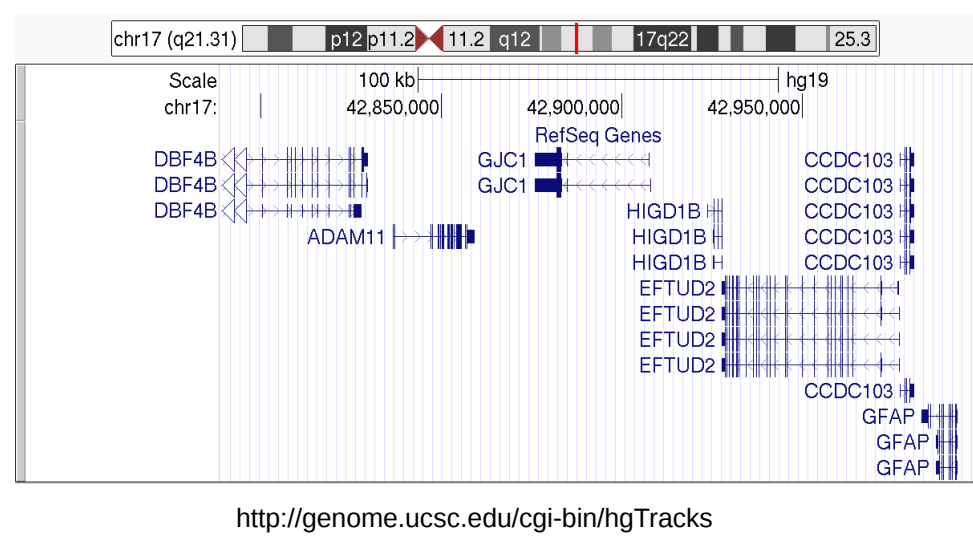 chr17 (q21.31) p12 p11.2 11.2 q12 17q22 25.3
Scale 100 kb hg19
chr17: 42,850,000 42,900,000 42,950,000
RefSeq Genes
DBF4B GJC1 CCDC103
DBF4B GJC1 CCDC103
DBF4B HIGD1B CCDC103
ADAM11 HIGD1B CCDC103
HIGD1B CCDC103
EFTUD2
EFTUD2
EFTUD2
EFTUD2
CCDC103
GFAP
GFAP
GFAP
http://genome.ucsc.edu/cgi-bin/hgTracks